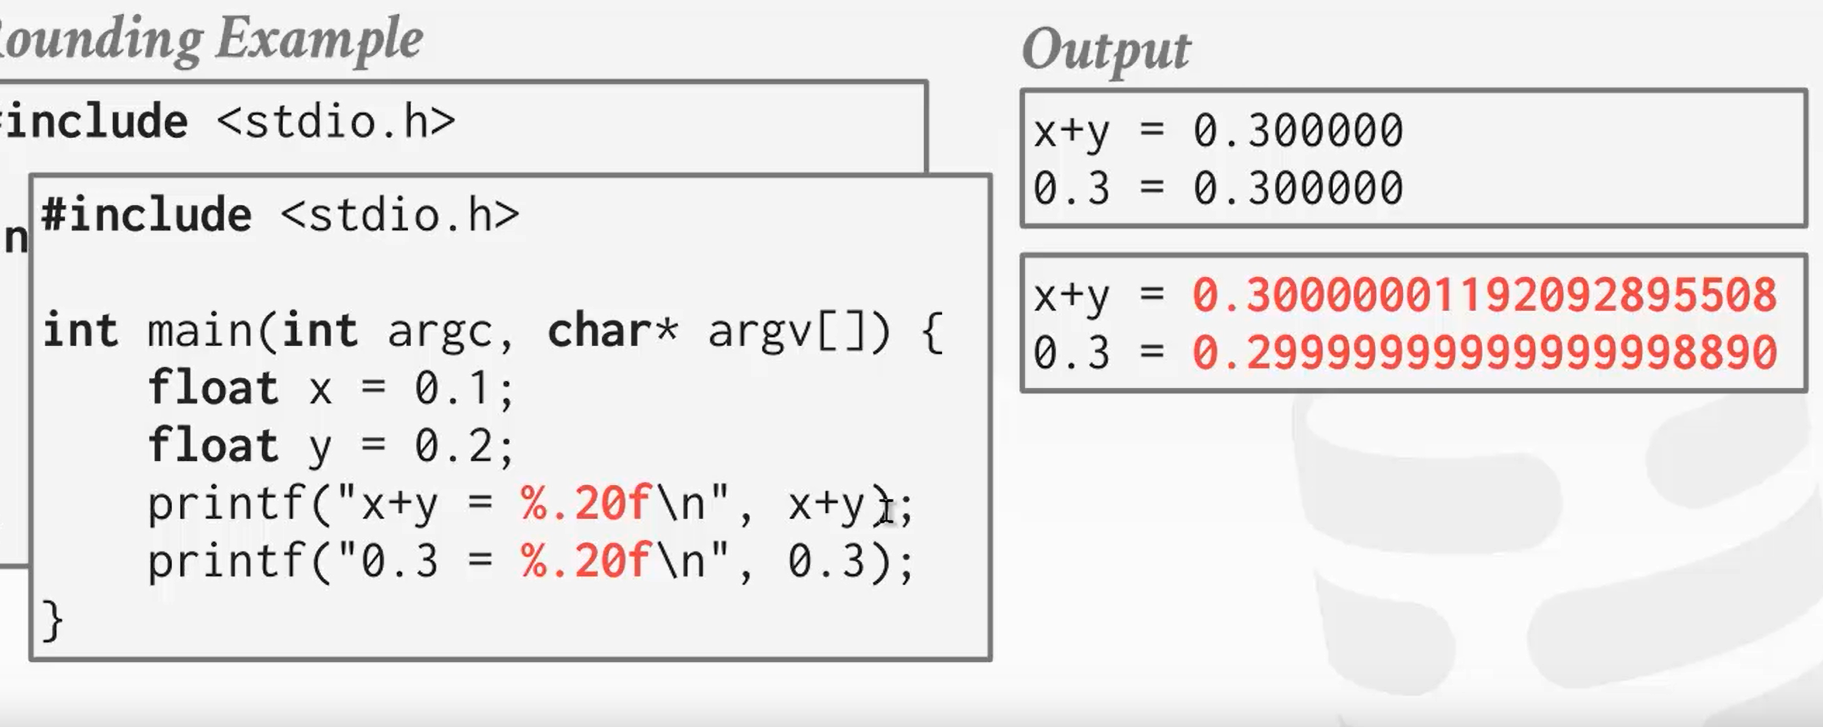 ounding Example
#include <stdio.h>
n
#include <stdio.h>
int main(int argc, char* argv[]) {
float x = 0.1;
float y = 0.2;
printf("x+y = %.20f\n", x+y);
printf("0.3 = %.20f\n", 0.3);
}
Output
x+y = 0.300000
0.3 = 0.300000
x+y = 0.30000001192092895508
0.3 = 0.29999999999999998890